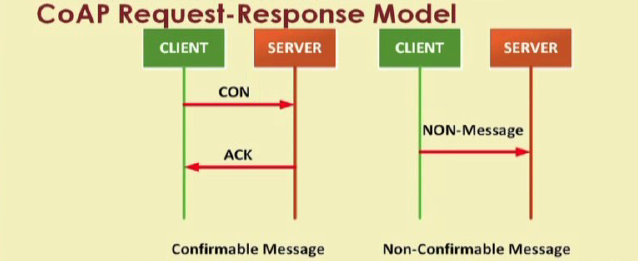 CoAP Request-Response Model
CLIENT SERVER CLIENT SERVER
CON
NON-Message
ACK
Confirmable Message Non-Confirmable Message